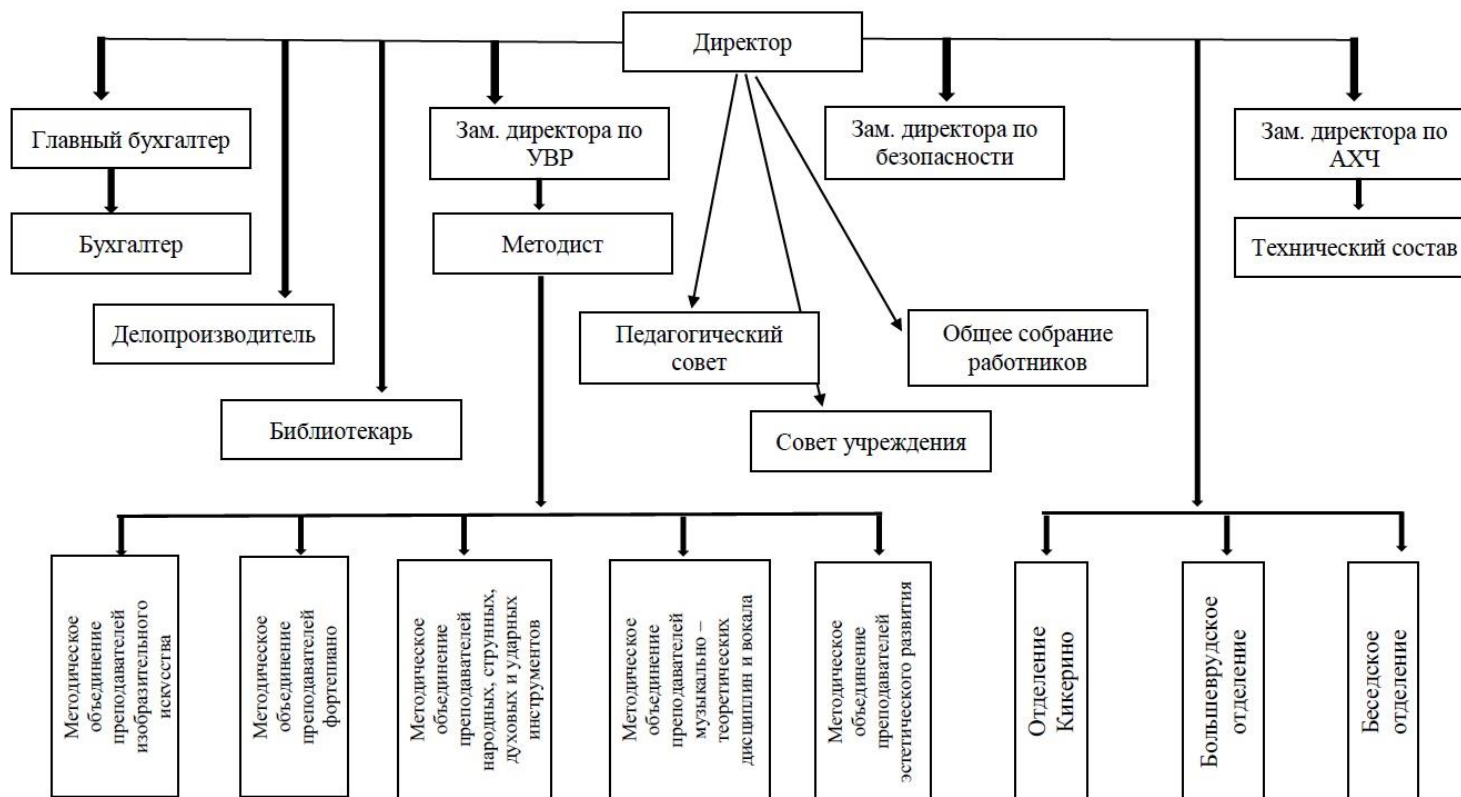 Директор
Главный бухгалтер
Зам. директора по
УВР
Зам. директора по
безопасности
Зам. директора по
АХЧ
Бухгалтер
Методист
Технический состав
Делопроизводитель
Педагогический
совет
Общее собрание
работников
Библиотекарь
Совет учреждения
Методическое
объединение
преподавателей
изобразительного
искусства
Методическое
объединение
преподавателей
фортепиано
Методическое
объединение
преподавателей
народных, струнных,
духовых и ударных
инструментов
Методическое
объединение
преподавателей
музыкально –
теоретических
дисциплин и вокала
Методическое
объединение
преподавателей
эстетического развития
Отделение
Кикерино
Большеврудское
отделение
Беседское
отделение